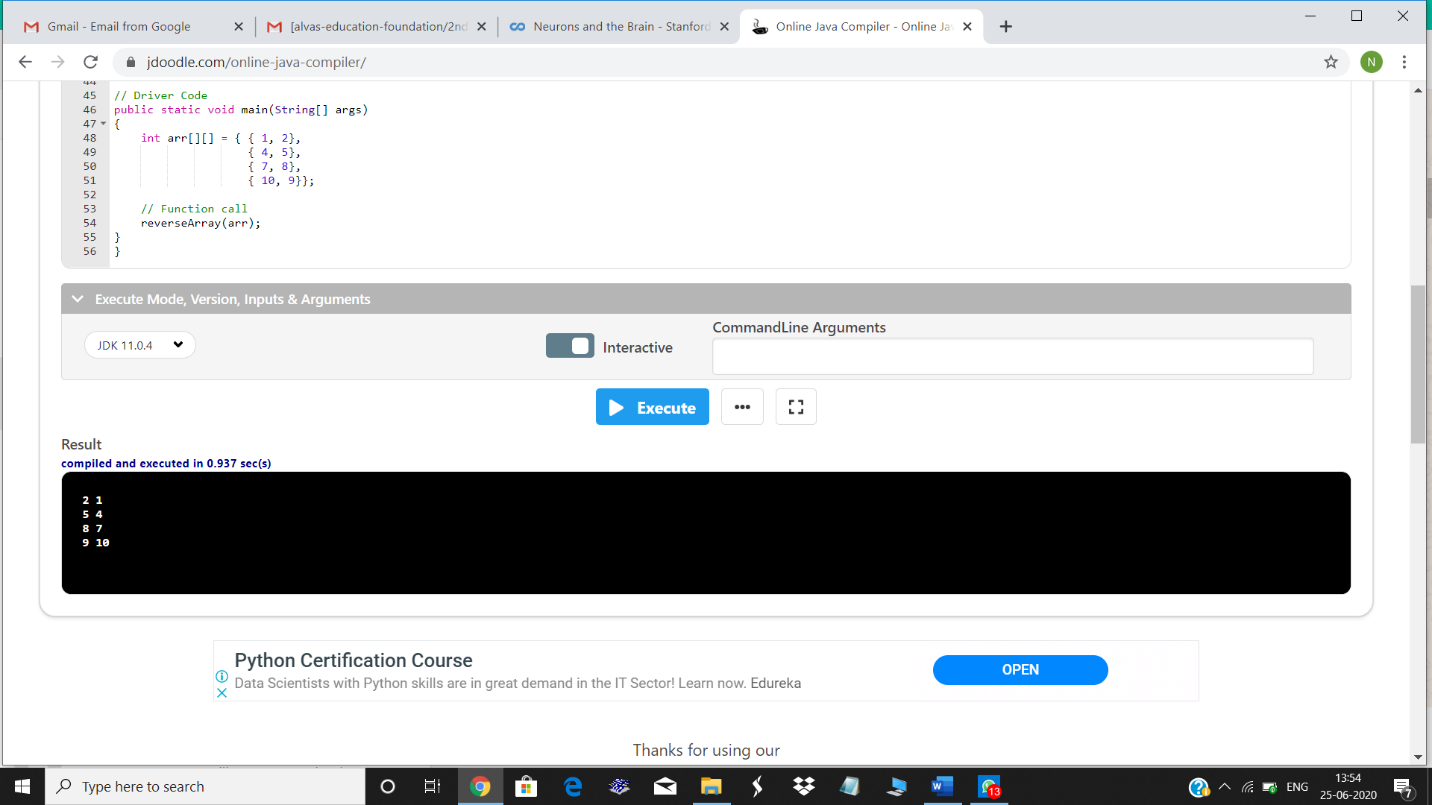 Gmail - Email from Google
[alvas-education-foundation/2nd
Neurons and the Brain - Stanford
Online Java Compiler - Online Ja
jdoodle.com/online-java-compiler/
N
44
45 // Driver Code
46 public static void main(String[] args)
47 {
48 int arr[][] = { { 1, 2},
49 { 4, 5},
50 { 7, 8},
51 { 10, 9}};
52
53 // Function call
54 reverseArray(arr);
55 }
56 }
Execute Mode, Version, Inputs & Arguments
JDK 11.0.4
Interactive
CommandLine Arguments
Execute
Result
compiled and executed in 0.937 sec(s)
2 1
5 4
8 7
9 10
Python Certification Course
Data Scientists with Python skills are in great demand in the IT Sector! Learn now. Edureka
OPEN
Thanks for using our
Type here to search
13
ENG
13:54
25-06-2020
7